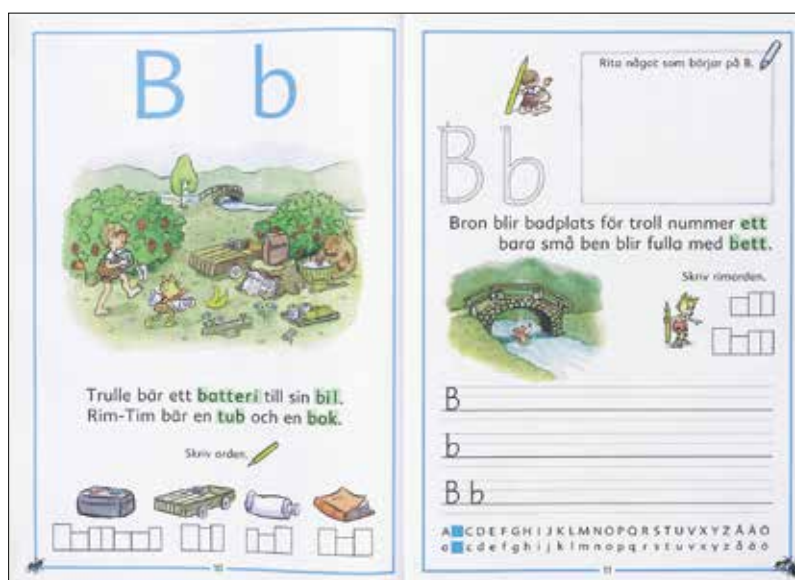 B b
Trulle bär ett batteri till sin bil.
Rim-Tim bär en tub och en bok.
Skriv orden.
10
Rita något som börjar på B.
B b
Bron blir badplats för troll nummer ett
bara små ben blir fulla med bett.
Skriv rimorden.
B
b
B b
A C D E F G H I J K L M N O P Q R S T U V X Y Z Å Ä Ö
a c d e f g h i j k l m n o p q r s t u v x y z å ä ö
11